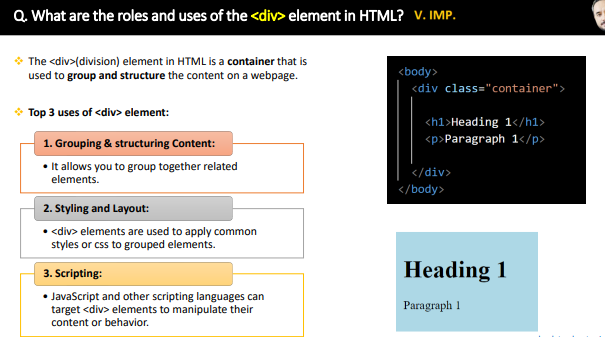 Q. What are the roles and uses of the <div> element in HTML? V. IMP.
The <div>(division) element in HTML is a container that is
used to group and structure the content on a webpage.
Top 3 uses of <div> element:
1. Grouping & structuring Content:
• It allows you to group together related
elements.
2. Styling and Layout:
• <div> elements are used to apply common
styles or css to grouped elements.
3. Scripting:
• JavaScript and other scripting languages can
target <div> elements to manipulate their
content or behavior.
<body>
<div class="container">
<h1>Heading 1</h1>
<p>Paragraph 1</p>
</div>
</body>
Heading 1
Paragraph 1